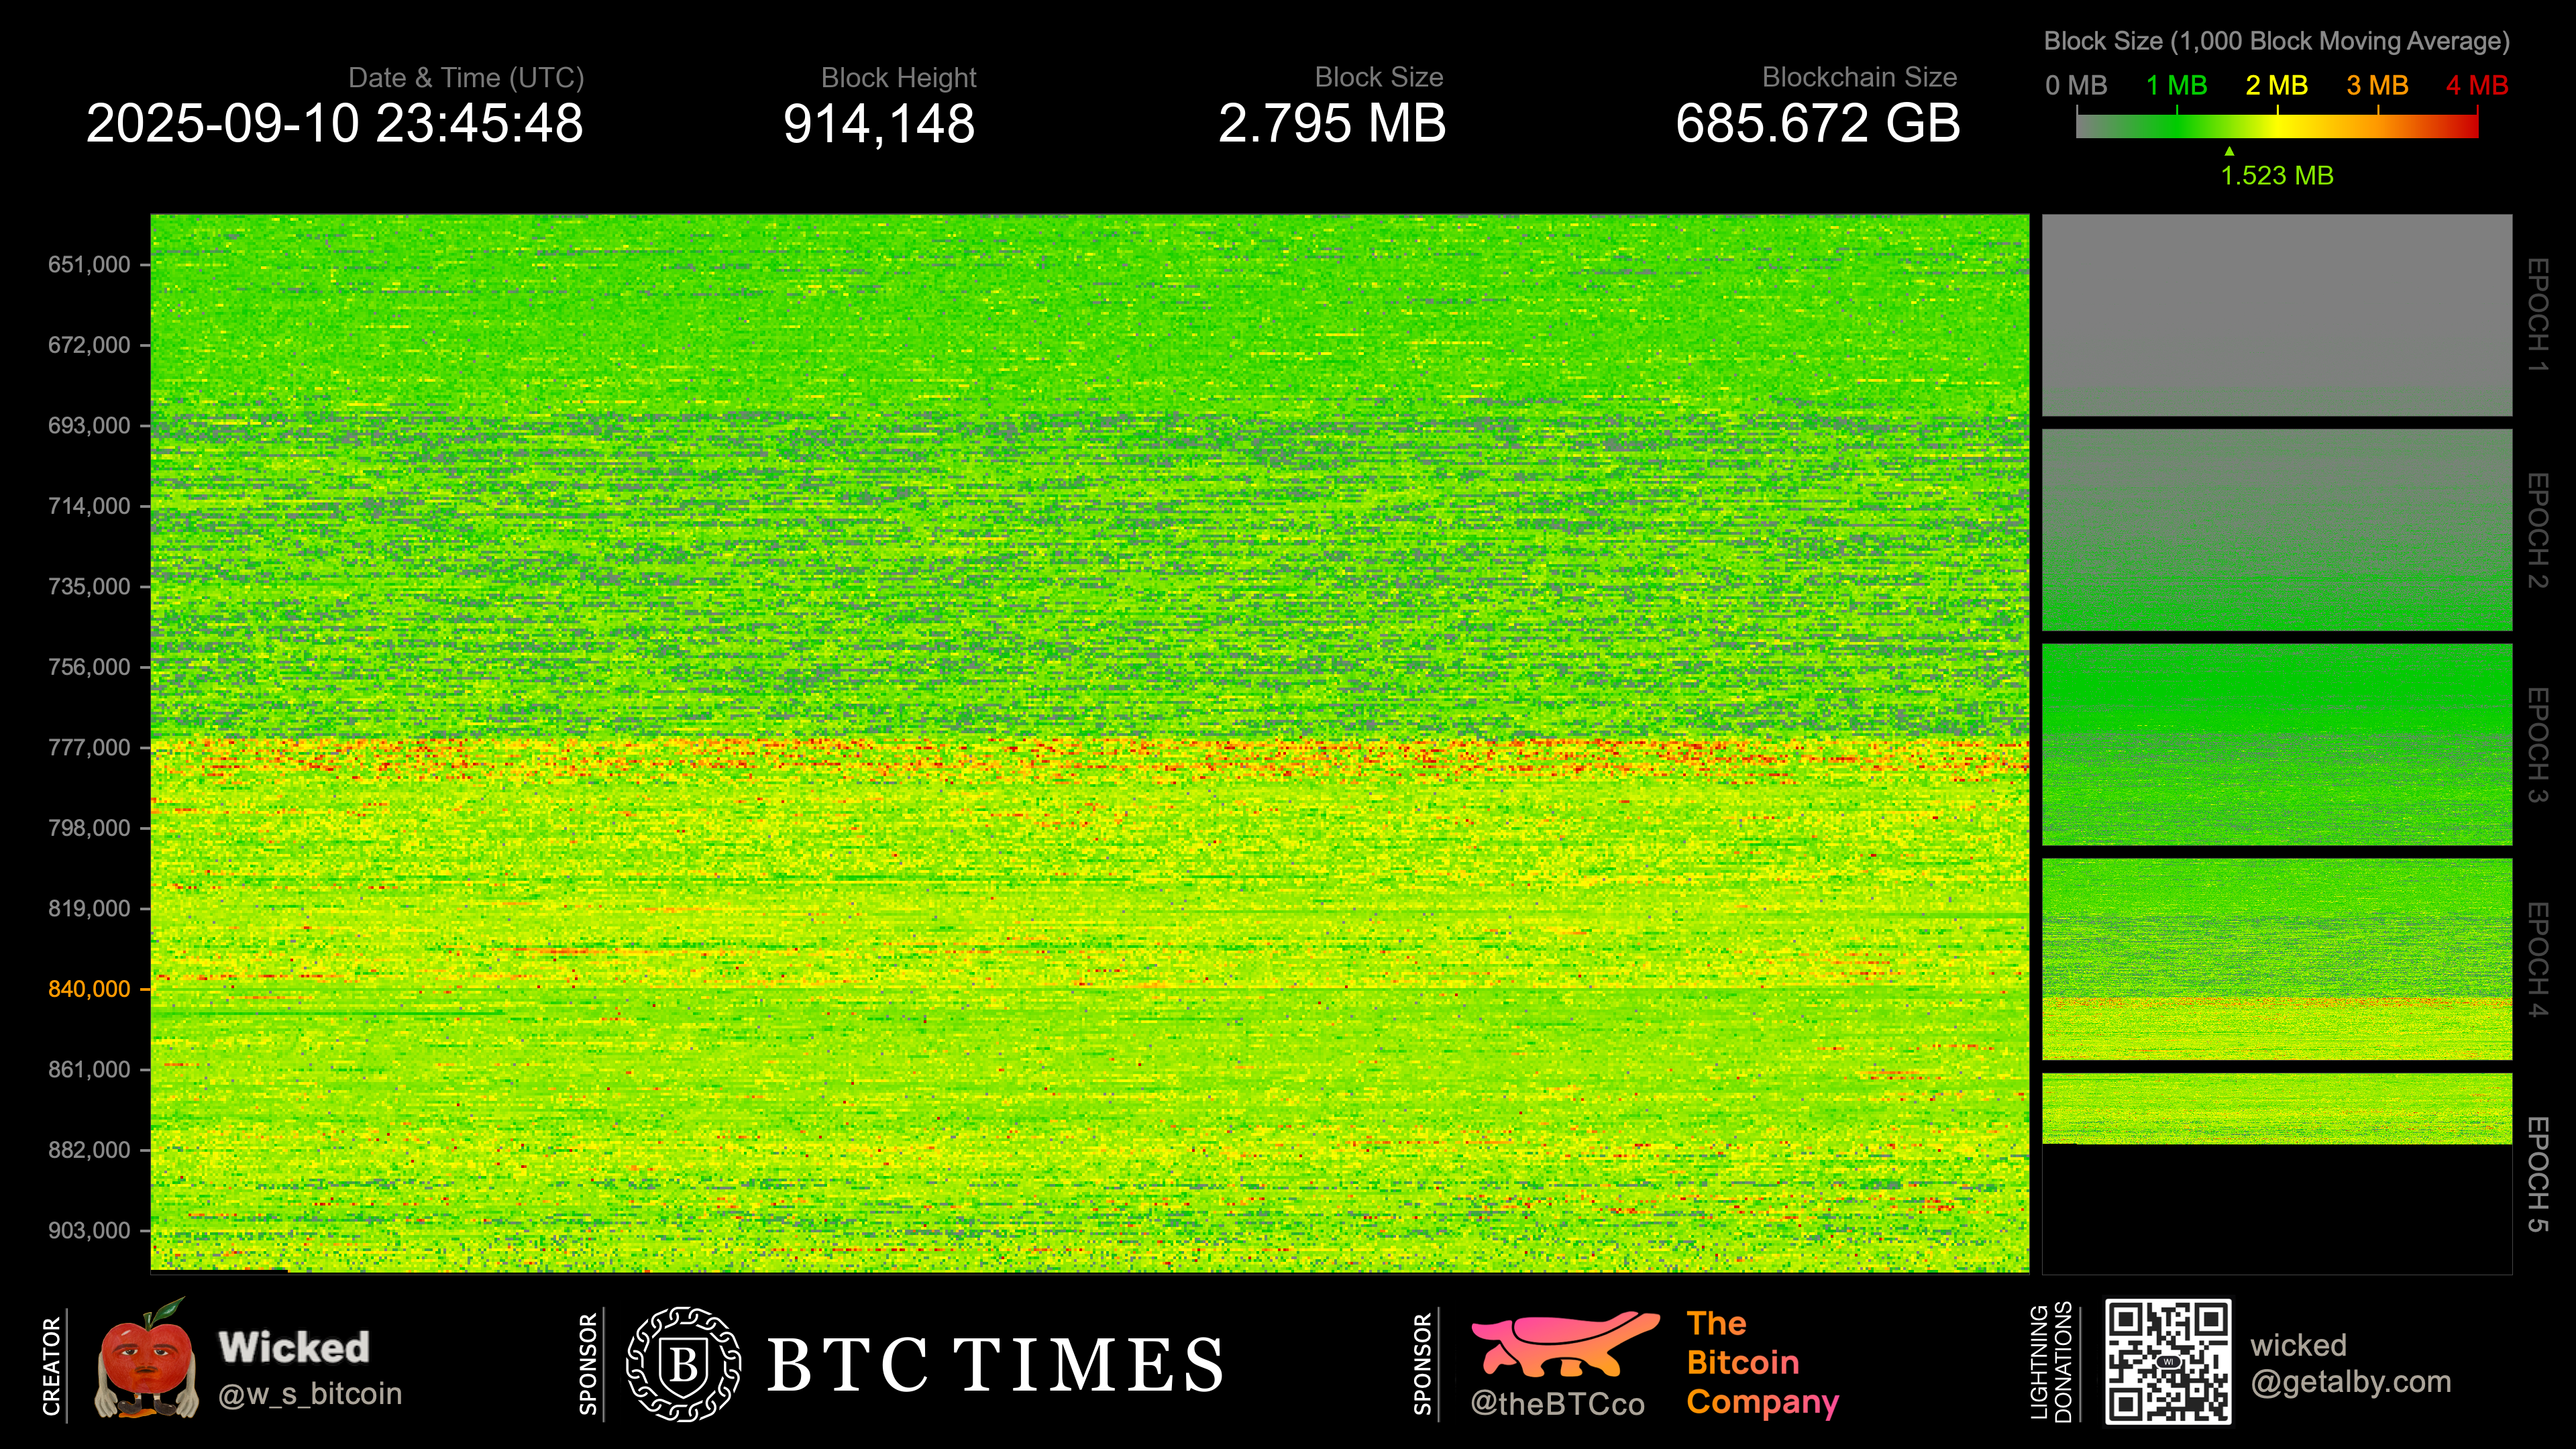 Date & Time (UTC)
2025-09-10 23:45:48
Block Height
914,148
Block Size
2.795 MB
Blockchain Size
685.672 GB
Block Size (1,000 Block Moving Average)
0 MB 1 MB 2 MB 3 MB 4 MB
1.523 MB
651,000
672,000
693,000
714,000
735,000
756,000
777,000
798,000
819,000
840,000
861,000
882,000
903,000
EPOCH 1
EPOCH 2
EPOCH 3
EPOCH 4
EPOCH 5
CREATOR
Wicked
@w_s_bitcoin
SPONSOR
B
BTC TIMES
SPONSOR
@theBTCco
The
Bitcoin
Company
LIGHTNING
DONATIONS
WI
wicked
@getalby.com